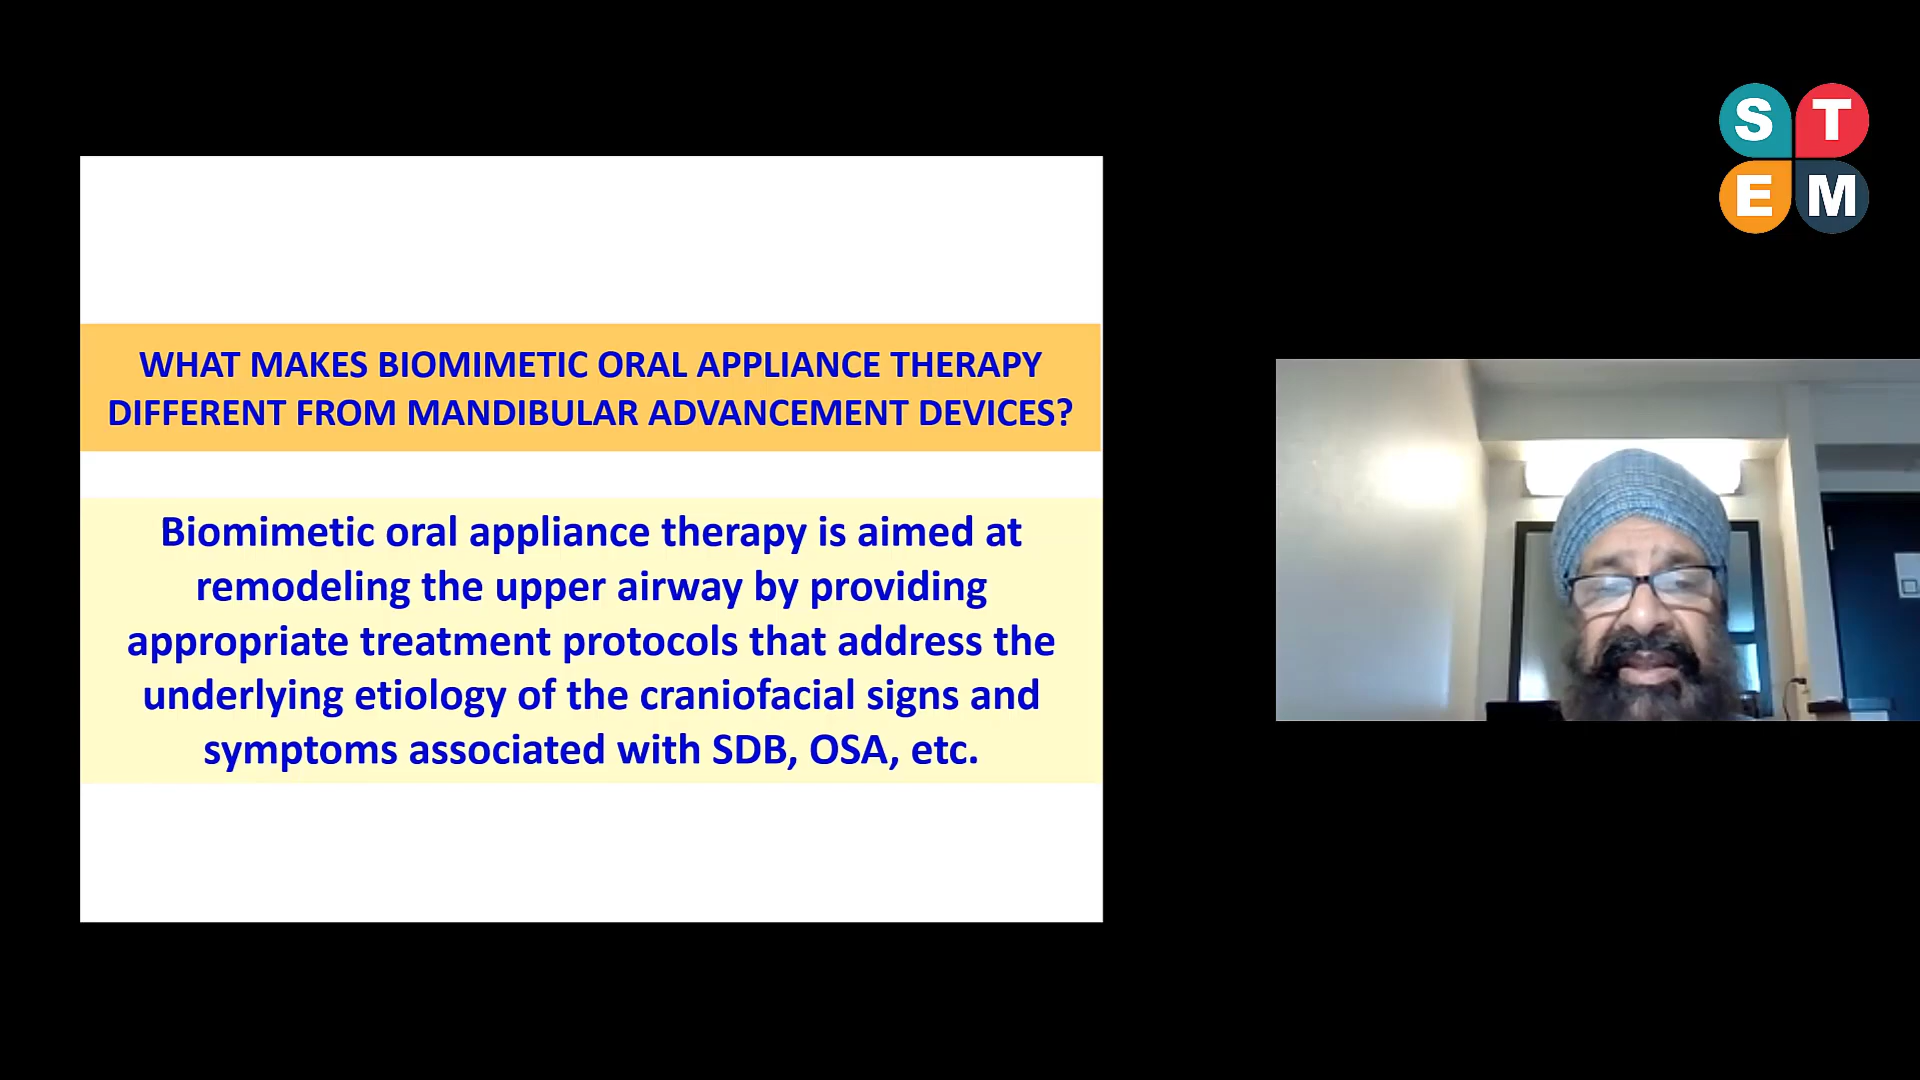 WHAT MAKES BIOMIMETIC ORAL APPLIANCE THERAPY
DIFFERENT FROM MANDIBULAR ADVANCEMENT DEVICES?
Biomimetic oral appliance therapy is aimed at
remodeling the upper airway by providing
appropriate treatment protocols that address the
underlying etiology of the craniofacial signs and
symptoms associated with SDB, OSA, etc.
S T
E M